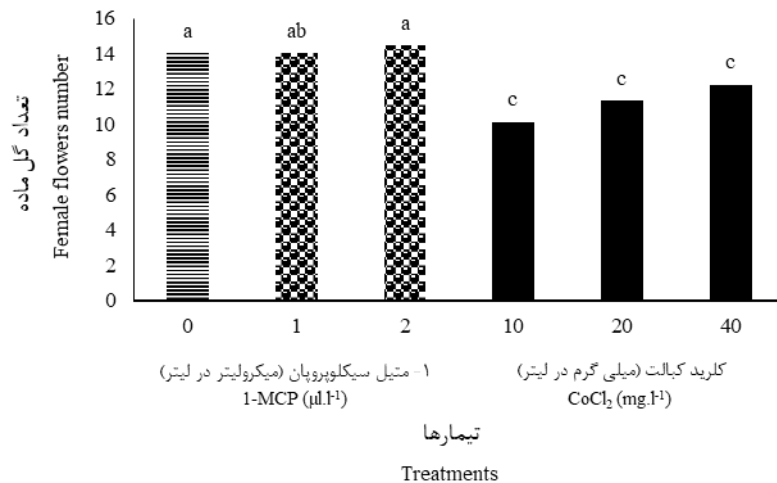 تعداد گل ماده
Female flowers number
16
14
12
10
8
6
4
2
0
a
ab
a
c
c
c
0 1 2 10 20 40
۱- متیل سیکلوپروپان (میکرولیتر در لیتر)
1-MCP (µl.l-1)
کلرید کبالت (میلی گرم در لیتر)
CoCl2 (mg.l-1)
تیمارها
Treatments